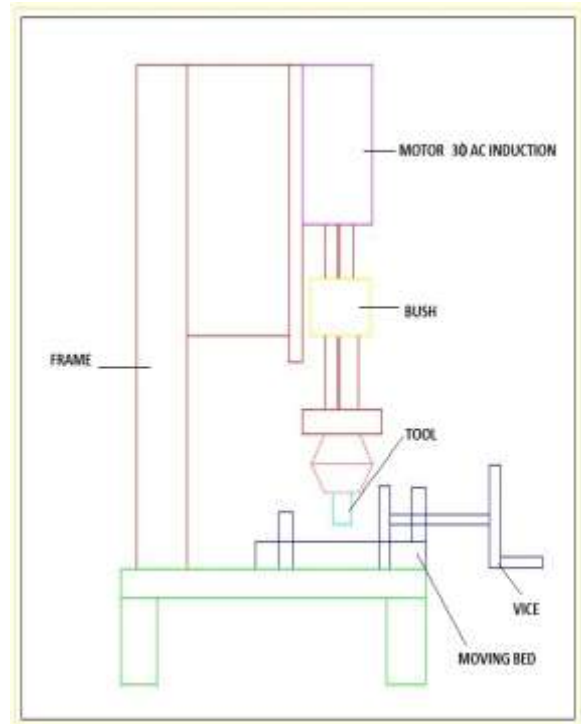 MOTOR 3Φ AC INDUCTION
BUSH
FRAME
TOOL
VICE
MOVING BED